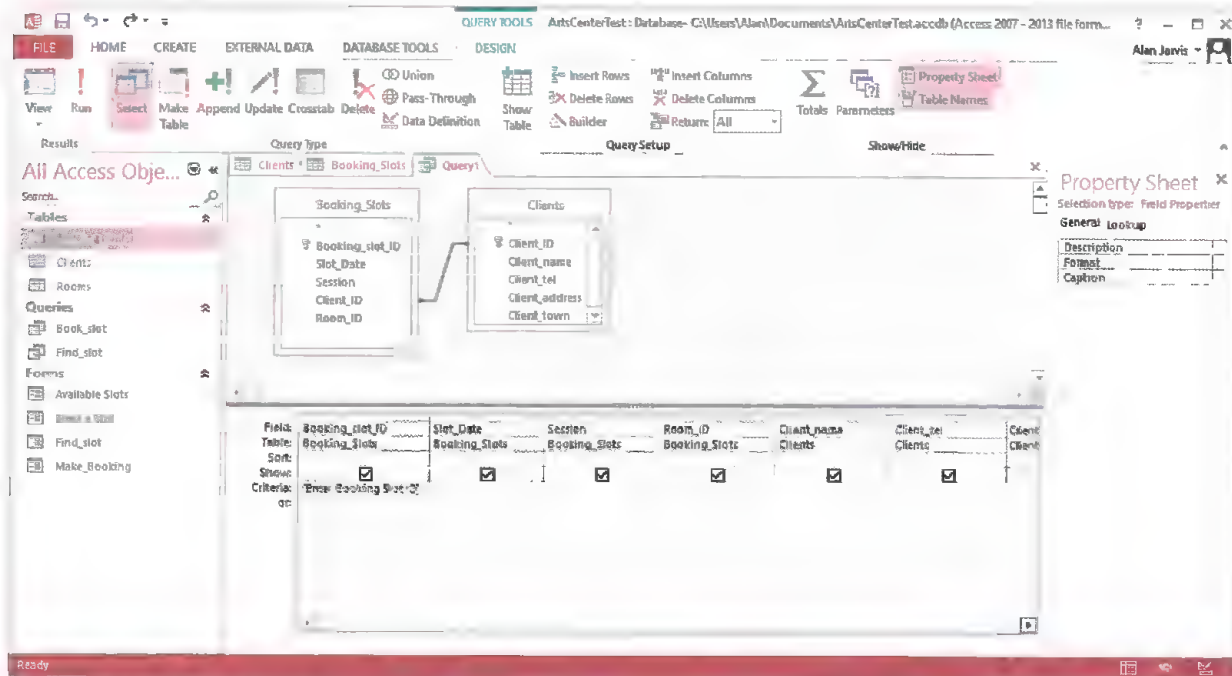 QUERY TOOLS ArtsCenterTest : Database- C:\Users\Alan\Documents\ArtsCenterTest.accdb (Access 2007 - 2013 file form... ?
FILE HOME CREATE EXTERNAL DATA DATABASE TOOLS DESIGN Alan Jarvis
View Run Select Make Table Append Update Crosstab Delete
Union
Pass-Through
Data Definition
Show Table
Insert Rows
Delete Rows
Builder
Insert Columns
Delete Columns
Return: All
Totals Parameters
Property Sheet
Table Names
Results Query Type Query Setup Show/Hide
All Access Obje...
Search...
Tables
Clients
Rooms
Queries
Book_slot
Find_slot
Forms
Available Slots
Find_slot
Make_Booking
Clients Booking_Slots Query1
Booking_Slots
Booking_slot_ID
Slot_Date
Session
Client_ID
Room_ID
Clients
Client_ID
Client_name
Client_tel
Client_address
Client_town
Field: Booking_slot_ID Slot_Date Session Room_ID Client_name Client_tel Client
Table: Booking_Slots Booking_Slots Booking_Slots Booking_Slots Clients Clients Client
Sort:
Show:
Criteria: Enter Booking Slot
or:
Property Sheet
Selection type: Field Properties
General Lookup
Description
Format
Caption
Ready